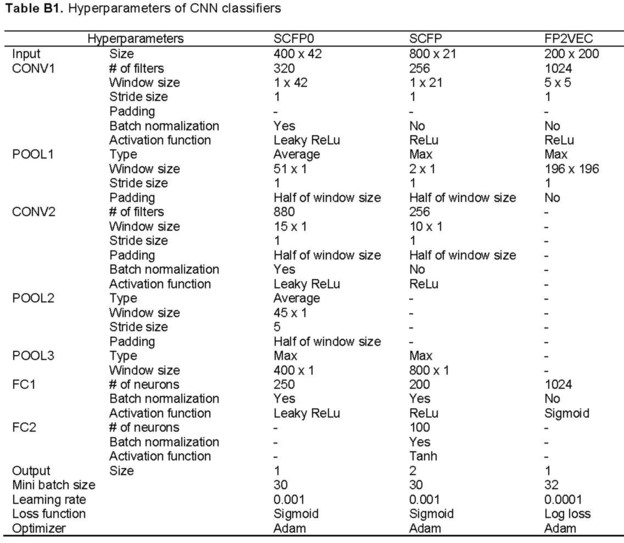 Table B1. Hyperparameters of CNN classifiers
Hyperparameters SCFP0 SCFP FP2VEC
Input Size 400 x 42 800 x 21 200 x 200
CONV1 # of filters 320 256 1024
Window size 1 x 42 1 x 21 5 x 5
Stride size 1 1 1
Padding - - -
Batch normalization Yes No No
Activation function Leaky ReLu ReLu ReLu
POOL1 Type Average Max Max
Window size 51 x 1 2 x 1 196 x 196
Stride size 1 1 1
Padding Half of window size Half of window size No
CONV2 # of filters 880 256 -
Window size 15 x 1 10 x 1 -
Stride size 1 1 -
Padding Half of window size Half of window size -
Batch normalization Yes No -
Activation function Leaky ReLu ReLu -
POOL2 Type Average - -
Window size 45 x 1 - -
Stride size 5 - -
Padding Half of window size - -
POOL3 Type Max Max -
Window size 400 x 1 800 x 1 -
FC1 # of neurons 250 200 1024
Batch normalization Yes Yes No
Activation function Leaky ReLu ReLu Sigmoid
FC2 # of neurons - 100
Batch normalization - Yes
Activation function - Tanh
Output Size 1 2 1
Mini batch size 30 30 32
Learning rate 0.001 0.001 0.0001
Loss function Sigmoid Sigmoid Log loss
Optimizer Adam Adam Adam